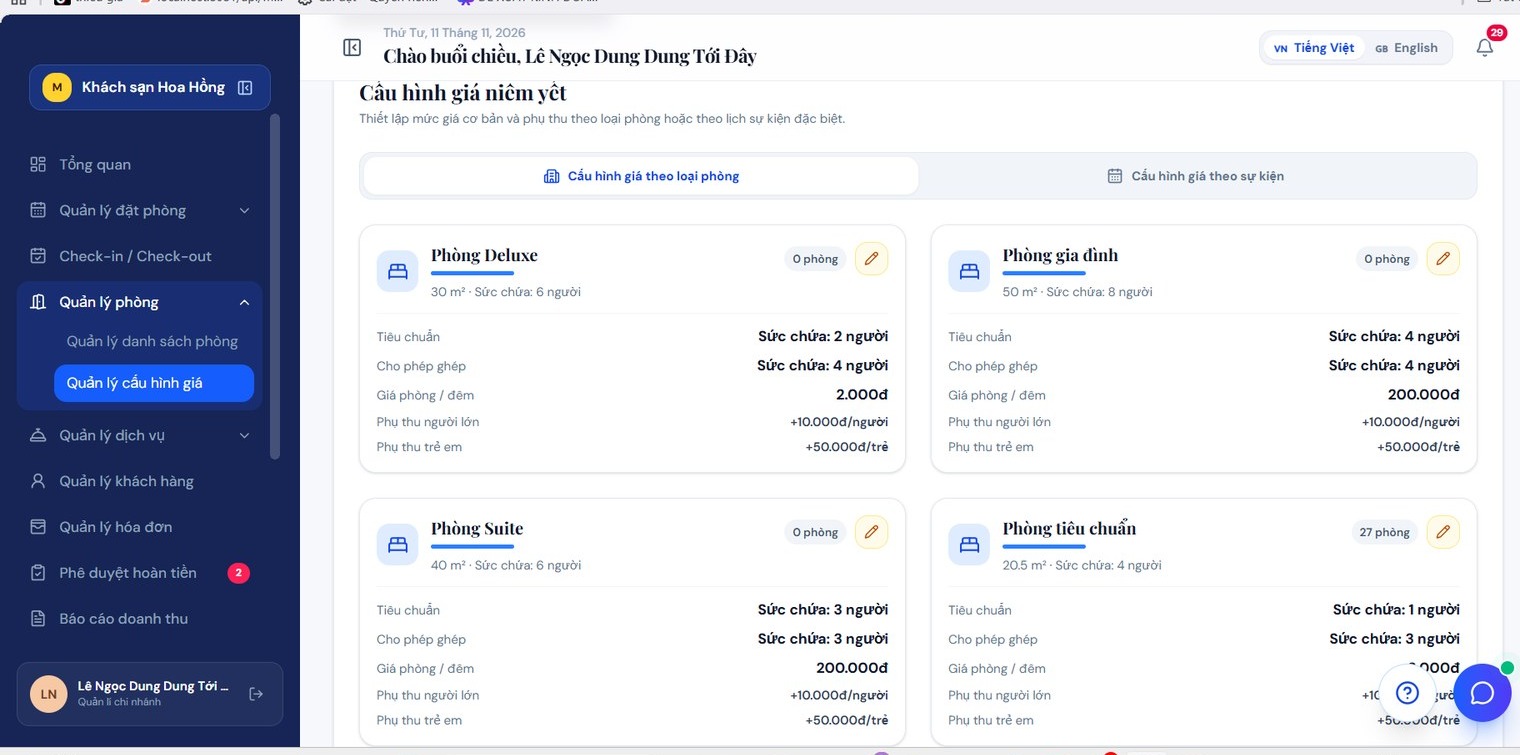 Thứ Tư, 11 Tháng 11, 2026
Chào buổi chiều, Lê Ngọc Dung Dung Tới Đây
VN Tiếng Việt
GB English
29
M
Khách sạn Hoa Hồng
Tổng quan
Quản lý đặt phòng
Check-in / Check-out
Quản lý phòng
Quản lý danh sách phòng
Quản lý cấu hình giá
Quản lý dịch vụ
Quản lý khách hàng
Quản lý hóa đơn
Phê duyệt hoàn tiền
2
Báo cáo doanh thu
LN
Lê Ngọc Dung Dung Tới ...
Quản lí chi nhánh
Cấu hình giá niêm yết
Thiết lập mức giá cơ bản và phụ thu theo loại phòng hoặc theo lịch sự kiện đặc biệt.
Cấu hình giá theo loại phòng
Cấu hình giá theo sự kiện
Phòng Deluxe
0 phòng
30 m² · Sức chứa: 6 người
Tiêu chuẩn Sức chứa: 2 người
Cho phép ghép Sức chứa: 4 người
Giá phòng / đêm 2.000đ
Phụ thu người lớn +10.000đ/người
Phụ thu trẻ em +50.000đ/trẻ
Phòng gia đình
0 phòng
50 m² · Sức chứa: 8 người
Tiêu chuẩn Sức chứa: 4 người
Cho phép ghép Sức chứa: 4 người
Giá phòng / đêm 200.000đ
Phụ thu người lớn +10.000đ/người
Phụ thu trẻ em +50.000đ/trẻ
Phòng Suite
0 phòng
40 m² · Sức chứa: 6 người
Tiêu chuẩn Sức chứa: 3 người
Cho phép ghép Sức chứa: 3 người
Giá phòng / đêm 200.000đ
Phụ thu người lớn +10.000đ/người
Phụ thu trẻ em +50.000đ/trẻ
Phòng tiêu chuẩn
27 phòng
20.5 m² · Sức chứa: 4 người
Tiêu chuẩn Sức chứa: 1 người
Cho phép ghép Sức chứa: 3 người
Giá phòng / đêm
Phụ thu người lớn
Phụ thu trẻ em